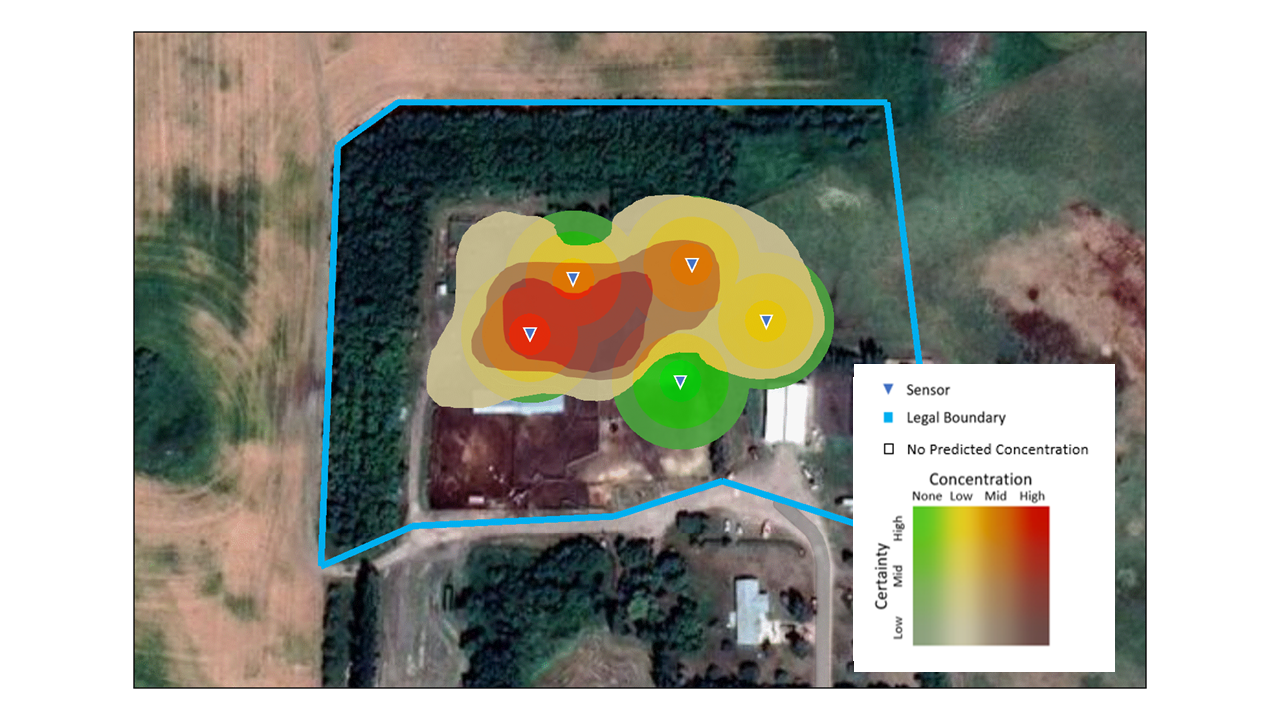 Sensor
Legal Boundary
No Predicted Concentration
Concentration
None Low Mid High
Certainty
High
Mid
Low